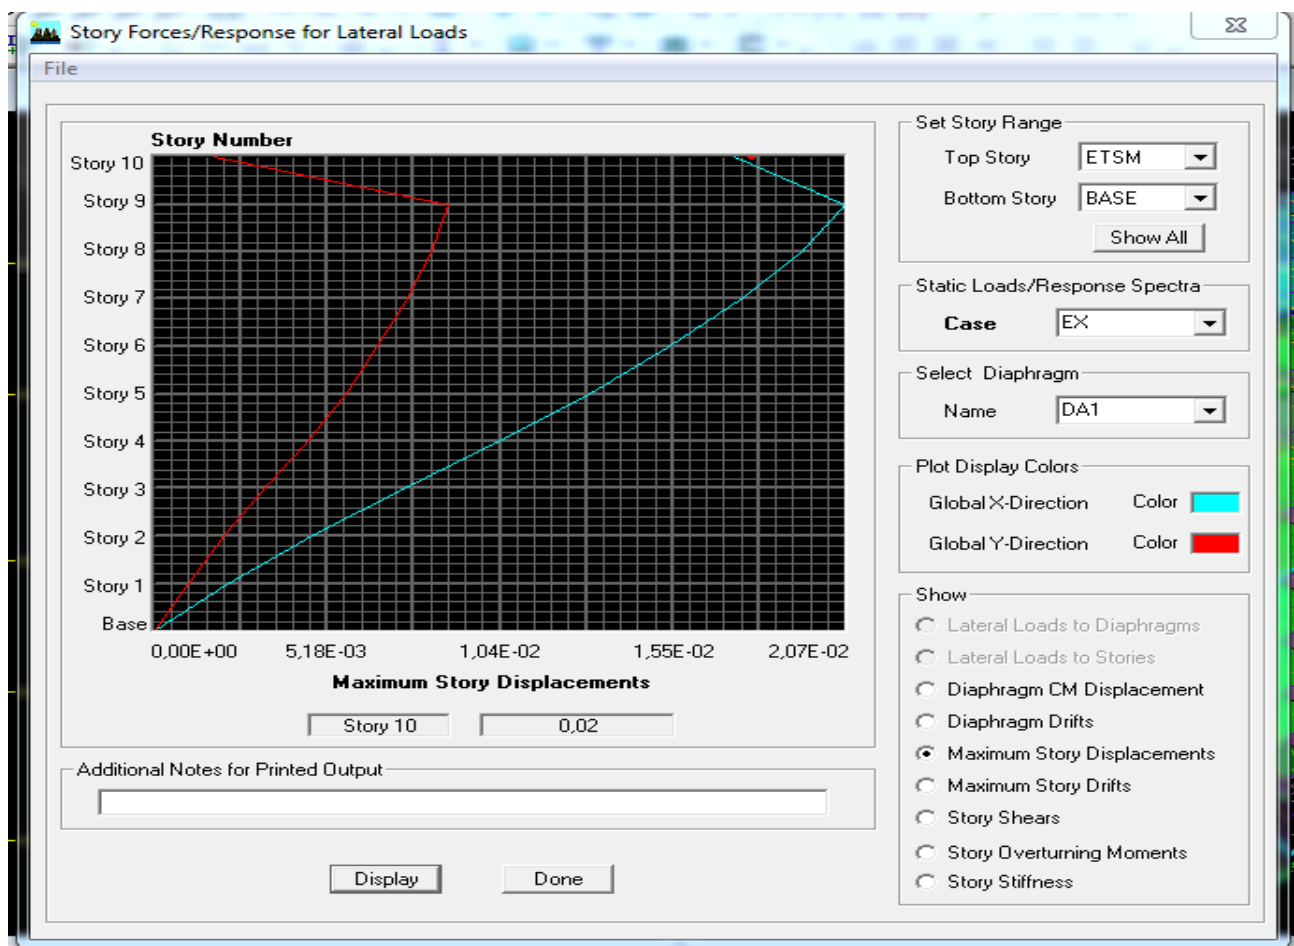 Story Forces/Response for Lateral Loads
File
Story Number
Story 10
Story 9
Story 8
Story 7
Story 6
Story 5
Story 4
Story 3
Story 2
Story 1
Base
0,00E+00 5,18E-03 1,04E-02 1,55E-02 2,07E-02
Maximum Story Displacements
Story 10 0,02
Additional Notes for Printed Output
Display Done
Set Story Range
Top Story ETSM
Bottom Story BASE
Show All
Static Loads/Response Spectra
Case EX
Select Diaphragm
Name DA1
Plot Display Colors
Global X-Direction Color
Global Y-Direction Color
Show
Lateral Loads to Diaphragms
Lateral Loads to Stories
Diaphragm CM Displacement
Diaphragm Drifts
Maximum Story Displacements
Maximum Story Drifts
Story Shears
Story Overturning Moments
Story Stiffness